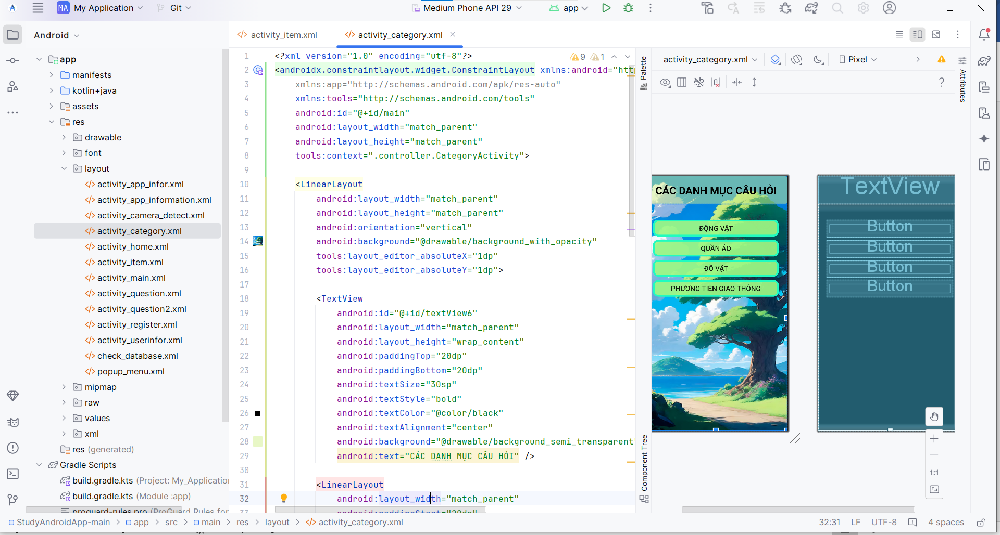 MA My Application Git Medium Phone API 29 app
Android
activity_item.xml activity_category.xml
app
manifests
kotlin+java
assets
res
drawable
font
layout
activity_app_infor.xml
activity_app_information.xml
activity_camera_detect.xml
activity_category.xml
activity_home.xml
activity_item.xml
activity_main.xml
activity_question.xml
activity_question2.xml
activity_register.xml
activity_userinfor.xml
check_database.xml
popup_menu.xml
mipmap
raw
values
xml
res (generated)
Gradle Scripts
build.gradle.kts (Project: My_Applicatio
build.gradle.kts (Module :app)
proguard-rules.pro (ProGuard Rules for
9 1
1 <?xml version="1.0" encoding="utf-8"?>
2 <androidx.constraintlayout.widget.ConstraintLayout xmlns:android="http
3 xmlns:app="http://schemas.android.com/apk/res-auto"
4 xmlns:tools="http://schemas.android.com/tools"
5 android:id="@+id/main"
6 android:layout_width="match_parent"
7 android:layout_height="match_parent"
8 tools:context=".controller.CategoryActivity">
9
10 <LinearLayout
11 android:layout_width="match_parent"
12 android:layout_height="match_parent"
13 android:orientation="vertical"
14 android:background="@drawable/background_with_opacity"
15 tools:layout_editor_absoluteX="1dp"
16 tools:layout_editor_absoluteY="1dp">
17
18 <TextView
19 android:id="@+id/textView6"
20 android:layout_width="match_parent"
21 android:layout_height="wrap_content"
22 android:paddingTop="20dp"
23 android:paddingBottom="20dp"
24 android:textSize="30sp"
25 android:textStyle="bold"
26 android:textColor="@color/black"
27 android:textAlignment="center"
28 android:background="@drawable/background_semi_transparent"
29 android:text="CÁC DANH MỤC CÂU HỎI" />
30
31 <LinearLayout
32 android:layout_width="match_parent"
33 android:paddingStart="20dp"
Palette
Component Tree
activity_category.xml Pixel
?
Attributes
CÁC DANH MỤC CÂU HỎI
ĐỘNG VẬT
QUẦN ÁO
ĐỒ VẬT
PHƯƠNG TIỆN GIAO THÔNG
TextView
Button
Button
Button
Button
1:1
StudyAndroidApp-main > app > src > main > res > layout > activity_category.xml
32:31 LF UTF-8 4 spaces